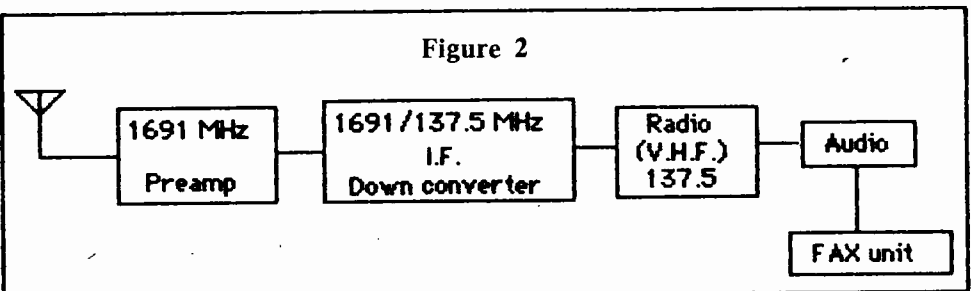 Figure 2
1691 MHz
Preamp
1691/137.5 MHz
I.F.
Down converter
Radio
(V.H.F.)
137.5
Audio
FAX unit